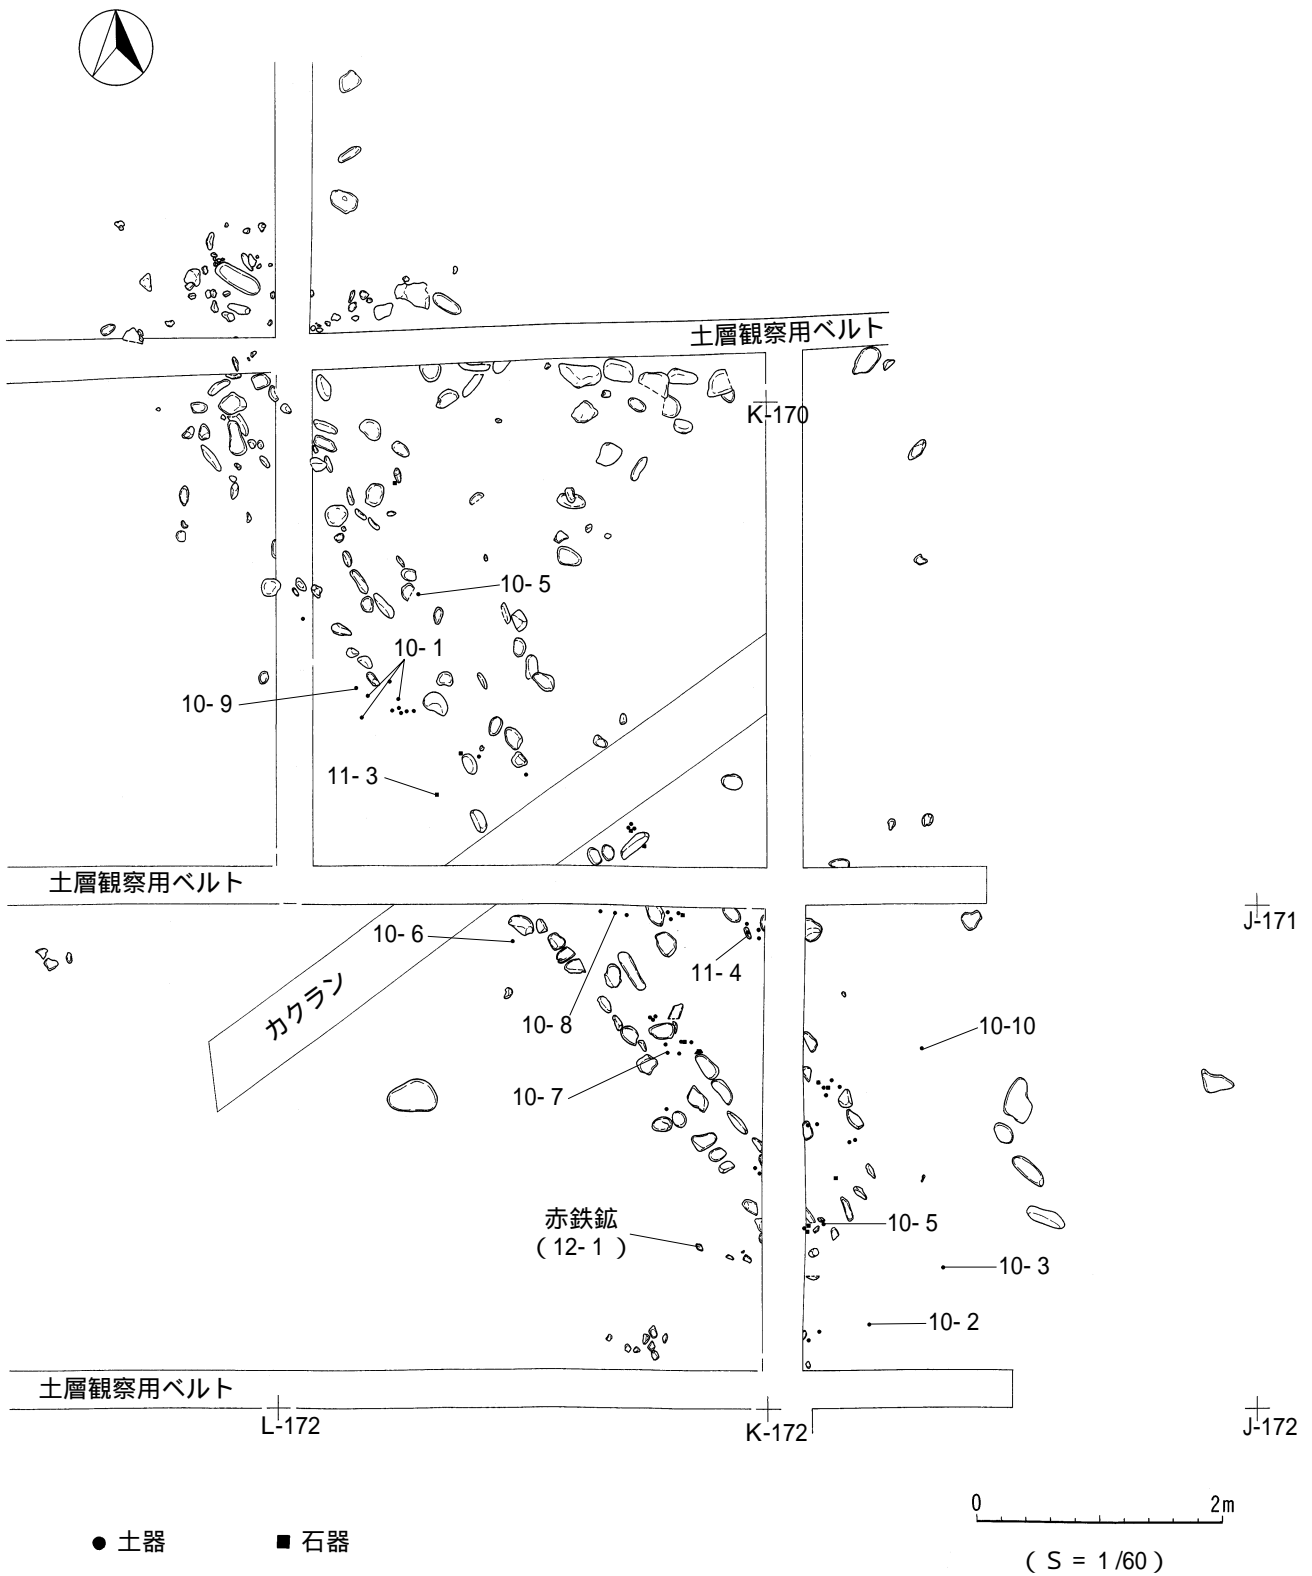 土層観察用ベルト
K-170
10- 5
10- 1
10- 9
11- 3
土層観察用ベルト
J-171
10- 6
11- 4
カクラン
10- 8
10-10
10- 7
赤鉄鉱
( 12- 1 )
10- 5
10- 3
10- 2
土層観察用ベルト
L-172
K-172
J-172
0 2m
● 土器 ■ 石器
( S = 1 /60 )